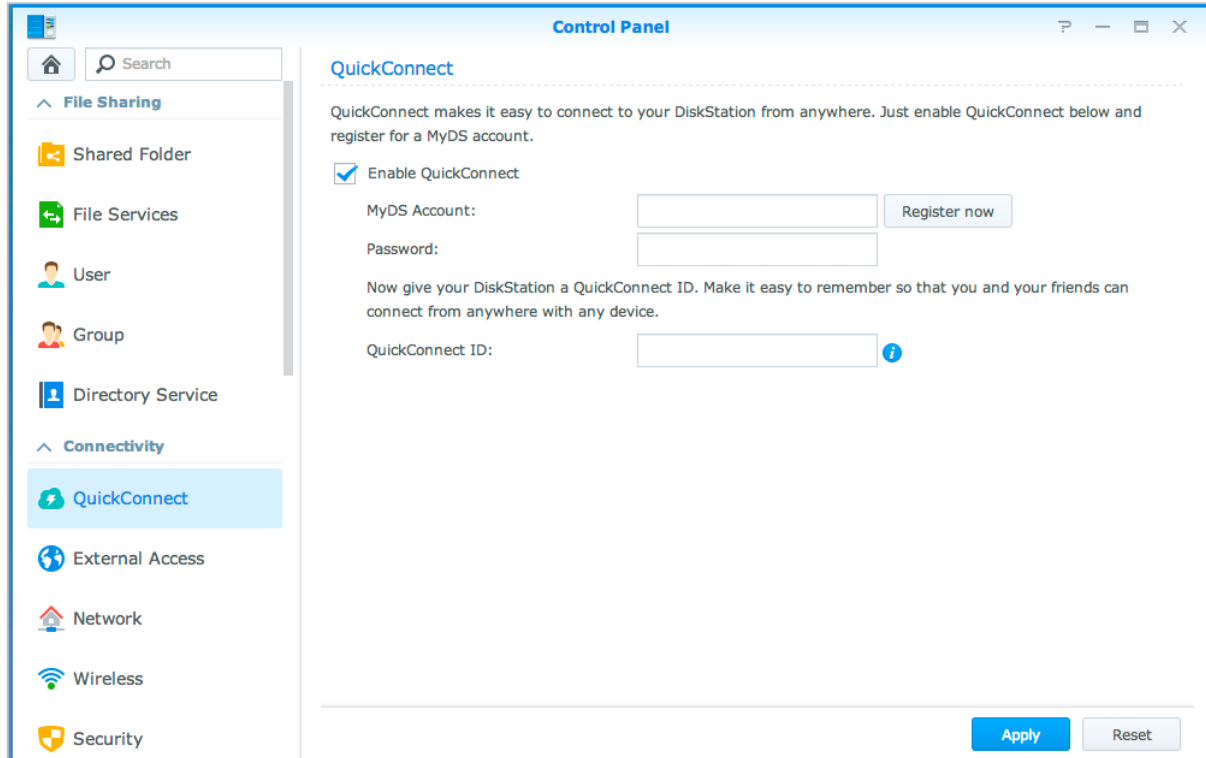 Control Panel
Search
File Sharing
Shared Folder
File Services
User
Group
Directory Service
Connectivity
QuickConnect
External Access
Network
Wireless
Security
QuickConnect
QuickConnect makes it easy to connect to your DiskStation from anywhere. Just enable QuickConnect below and
register for a MyDS account.
Enable QuickConnect
MyDS Account:
Register now
Password:
Now give your DiskStation a QuickConnect ID. Make it easy to remember so that you and your friends can
connect from anywhere with any device.
QuickConnect ID:
Apply
Reset